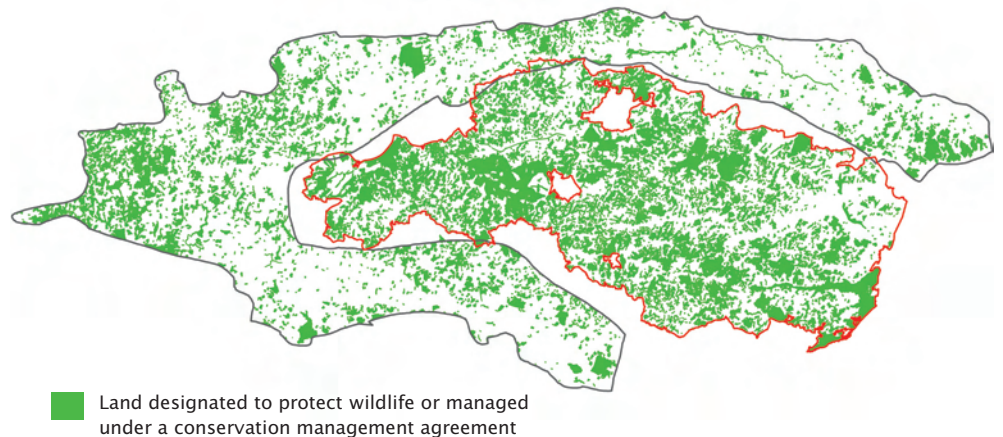 Land designated to protect wildlife or managed
under a conservation management agreement